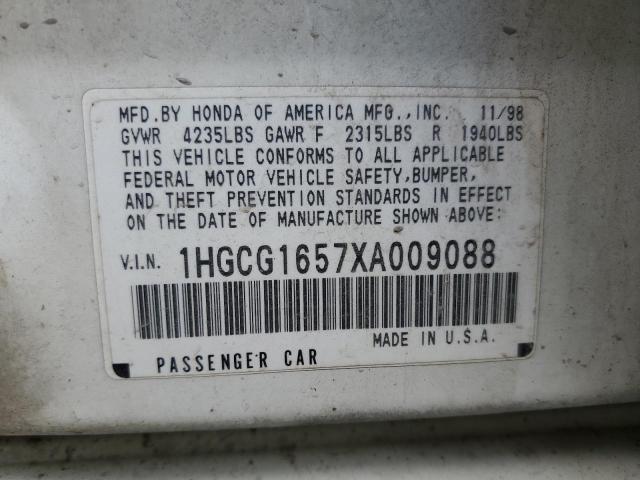 MFD. BY HONDA OF AMERICA MFG., INC. 11/98
GVWR 4235LBS GAWR F 2315LBS R 1940LBS
THIS VEHICLE CONFORMS TO ALL APPLICABLE
FEDERAL MOTOR VEHICLE SAFETY, BUMPER,
AND THEFT PREVENTION STANDARDS IN EFFECT
ON THE DATE OF MANUFACTURE SHOWN ABOVE:
V.I.N. 1HGCG1657XA009088
MADE IN U.S.A.
PASSENGER CAR